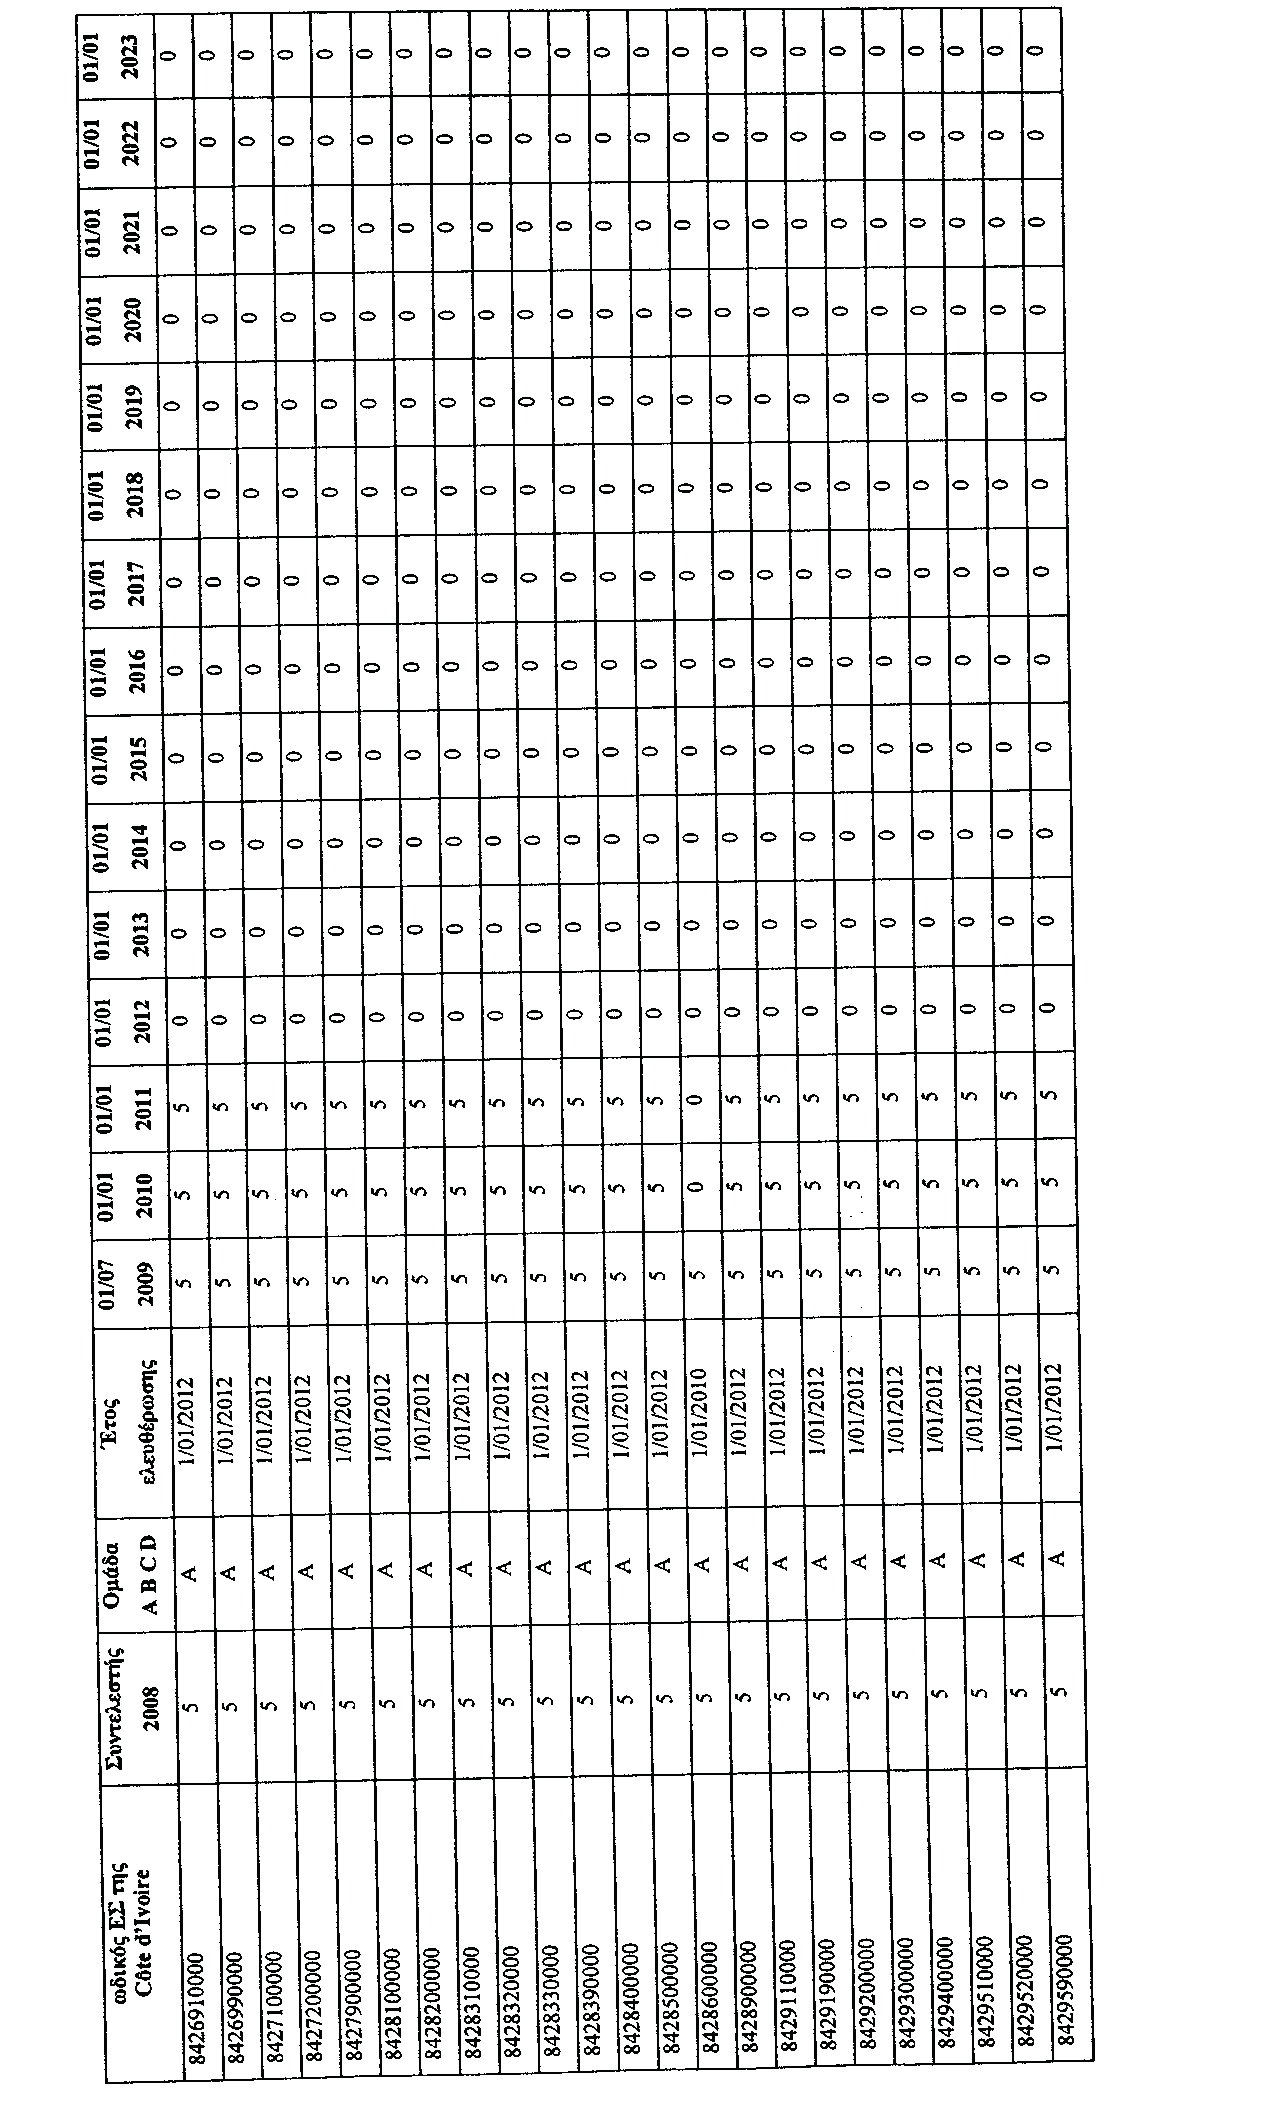 ωδικός ΕΣ της Côte d'Ivoire | Συντελεστής 2008 | Ομάδα A B C D | Έτος ελευθέρωσης | 01/07 2009 | 01/01 2010 | 01/01 2011 | 01/01 2012 | 01/01 2013 | 01/01 2014 | 01/01 2015 | 01/01 2016 | 01/01 2017 | 01/01 2018 | 01/01 2019 | 01/01 2020 | 01/01 2021 | 01/01 2022 | 01/01 2023
8426910000 5 A 1/01/2012 5 5 5 0 0 0 0 0 0 0 0 0 0 0 0
8426990000 5 A 1/01/2012 5 5 5 0 0 0 0 0 0 0 0 0 0 0 0
8427100000 5 A 1/01/2012 5 5 5 0 0 0 0 0 0 0 0 0 0 0 0
8427200000 5 A 1/01/2012 5 5 5 0 0 0 0 0 0 0 0 0 0 0 0
8427900000 5 A 1/01/2012 5 5 5 0 0 0 0 0 0 0 0 0 0 0 0
8428100000 5 A 1/01/2012 5 5 5 0 0 0 0 0 0 0 0 0 0 0 0
8428200000 5 A 1/01/2012 5 5 5 0 0 0 0 0 0 0 0 0 0 0 0
8428310000 5 A 1/01/2012 5 5 5 0 0 0 0 0 0 0 0 0 0 0 0
8428320000 5 A 1/01/2012 5 5 5 0 0 0 0 0 0 0 0 0 0 0 0
8428330000 5 A 1/01/2012 5 5 5 0 0 0 0 0 0 0 0 0 0 0 0
8428390000 5 A 1/01/2012 5 5 5 0 0 0 0 0 0 0 0 0 0 0 0
8428400000 5 A 1/01/2012 5 5 5 0 0 0 0 0 0 0 0 0 0 0 0
8428500000 5 A 1/01/2012 5 5 5 0 0 0 0 0 0 0 0 0 0 0 0
8428600000 5 A 1/01/2010 5 0 0 0 0 0 0 0 0 0 0 0 0 0 0
8428900000 5 A 1/01/2012 5 5 5 0 0 0 0 0 0 0 0 0 0 0 0
8429110000 5 A 1/01/2012 5 5 5 0 0 0 0 0 0 0 0 0 0 0 0
8429190000 5 A 1/01/2012 5 5 5 0 0 0 0 0 0 0 0 0 0 0 0
8429200000 5 A 1/01/2012 5 5 5 0 0 0 0 0 0 0 0 0 0 0 0
8429300000 5 A 1/01/2012 5 5 5 0 0 0 0 0 0 0 0 0 0 0 0
8429400000 5 A 1/01/2012 5 5 5 0 0 0 0 0 0 0 0 0 0 0 0
8429510000 5 A 1/01/2012 5 5 5 0 0 0 0 0 0 0 0 0 0 0 0
8429520000 5 A 1/01/2012 5 5 5 0 0 0 0 0 0 0 0 0 0 0 0
8429590000 5 A 1/01/2012 5 5 5 0 0 0 0 0 0 0 0 0 0 0 0